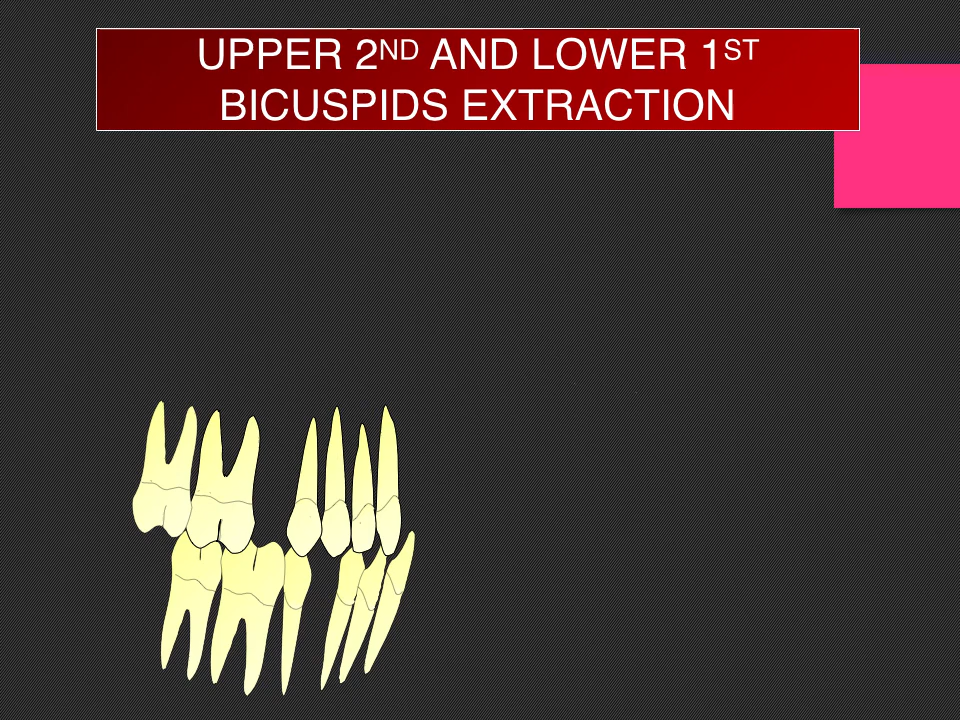 UPPER 2ND AND LOWER 1ST
BICUSPIDS EXTRACTION